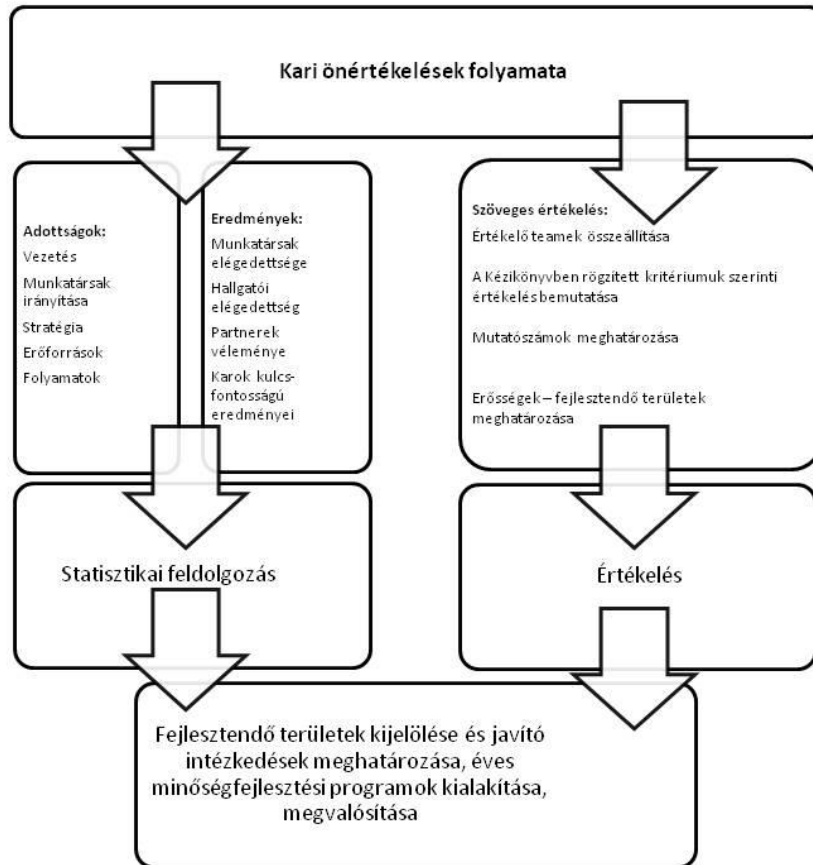 Kari önértékelések folyamata
Adottságok:
Vezetés
Munkatársak
irányítása
Stratégia
Erőforrások
Folyamatok
Eredmények:
Munkatársak
elégedettsége
Hallgatói
elégedettség
Partnerek
véleménye
Karok kulcs-
fontosságú
eredményei
Szöveges értékelés:
Értékelő teamek összeállítása
A Kézikönyvben rögzített kritériumuk szerinti
értékelés bemutatása
Mutatószámok meghatározása
Erősségek – fejlesztendő területek
meghatározása
Statisztikai feldolgozás
Értékelés
Fejlesztendő területek kijelölése és javító
intézkedések meghatározása, éves
minőségfejlesztési programok kialakítása,
megvalósítása